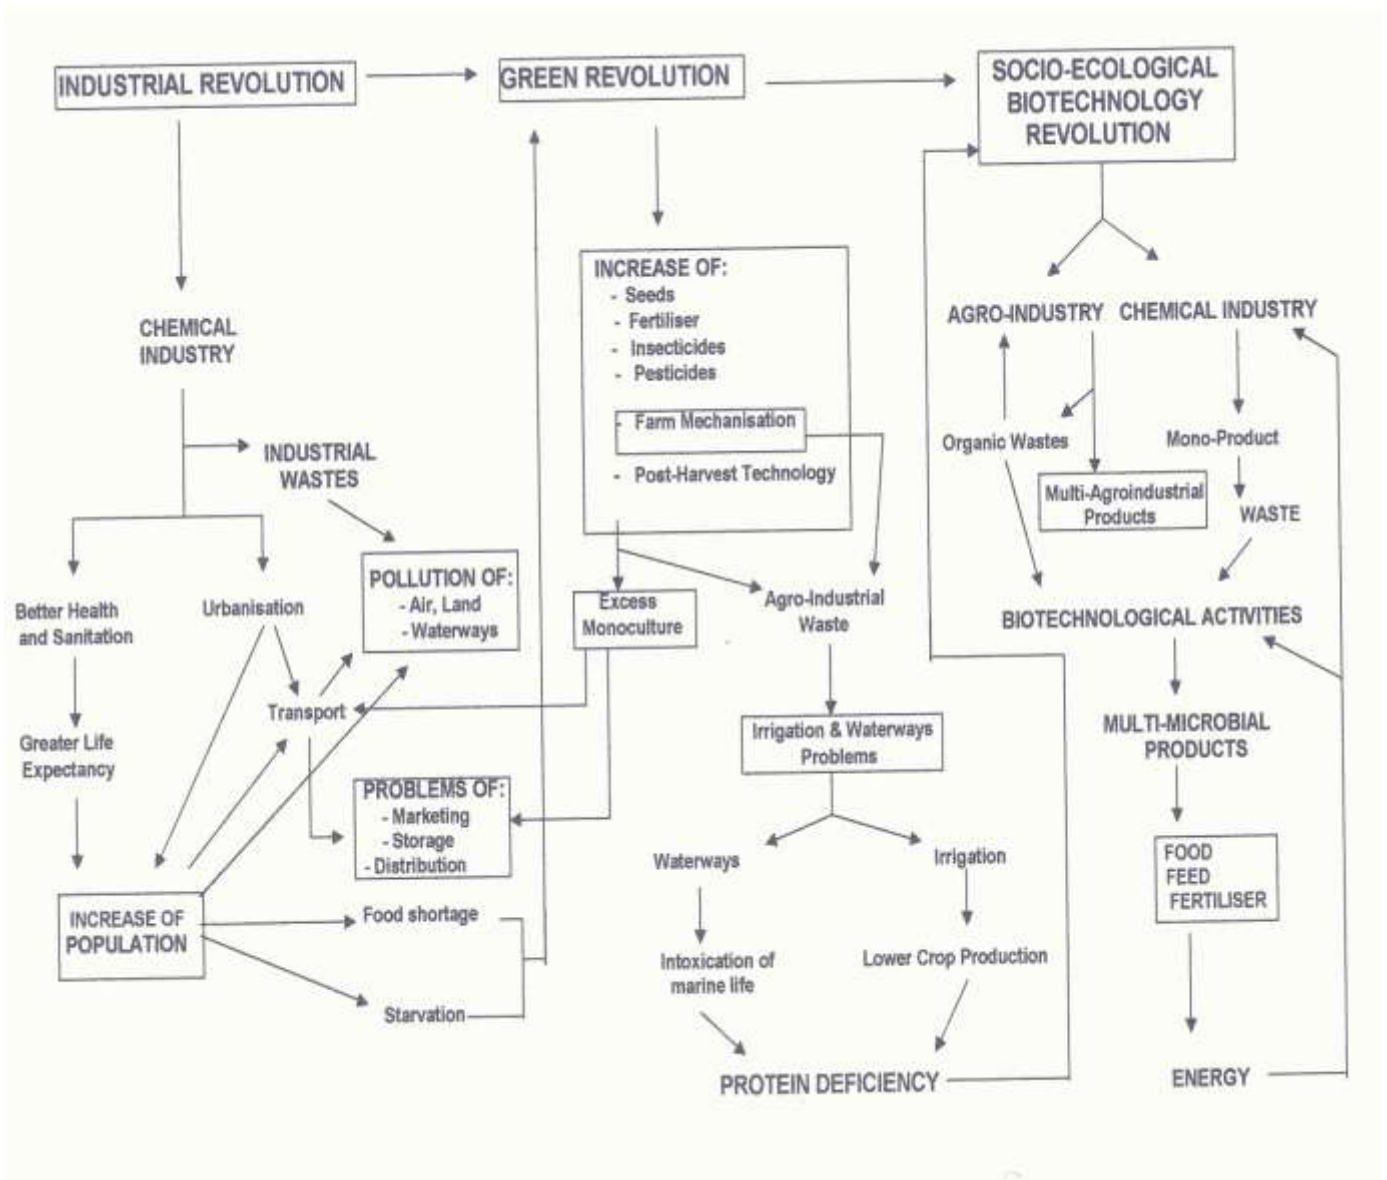 INDUSTRIAL REVOLUTION
GREEN REVOLUTION
SOCIO-ECOLOGICAL
BIOTECHNOLOGY
REVOLUTION
CHEMICAL
INDUSTRY
INDUSTRIAL
WASTES
Better Health
and Sanitation
Urbanisation
POLLUTION OF:
- Air, Land
- Waterways
Greater Life
Expectancy
Transport
PROBLEMS OF:
- Marketing
- Storage
- Distribution
INCREASE OF
POPULATION
Food shortage
Starvation
INCREASE OF:
- Seeds
- Fertiliser
- Insecticides
- Pesticides
- Farm Mechanisation
- Post-Harvest Technology
Excess
Monoculture
Agro-Industrial
Waste
Irrigation & Waterways
Problems
Waterways
Irrigation
Intoxication of
marine life
Lower Crop Production
PROTEIN DEFICIENCY
AGRO-INDUSTRY
CHEMICAL INDUSTRY
Organic Wastes
Mono-Product
Multi-Agroindustrial
Products
WASTE
BIOTECHNOLOGICAL ACTIVITIES
MULTI-MICROBIAL
PRODUCTS
FOOD
FEED
FERTILISER
ENERGY